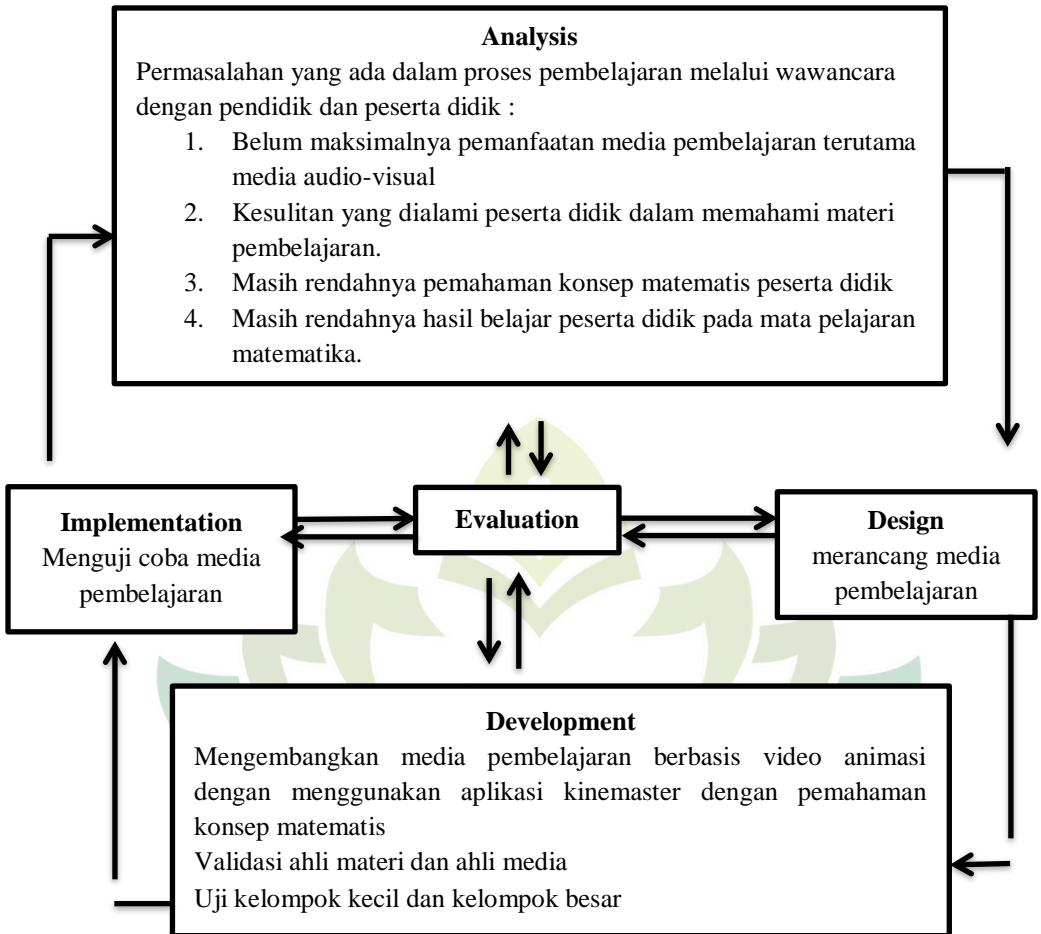 Analysis
Permasalahan yang ada dalam proses pembelajaran melalui wawancara
dengan pendidik dan peserta didik :
1. Belum maksimalnya pemanfaatan media pembelajaran terutama
media audio-visual
2. Kesulitan yang dialami peserta didik dalam memahami materi
pembelajaran.
3. Masih rendahnya pemahaman konsep matematis peserta didik
4. Masih rendahnya hasil belajar peserta didik pada mata pelajaran
matematika.
Implementation
Menguji coba media
pembelajaran
Evaluation
Design
merancang media
pembelajaran
Development
Mengembangkan media pembelajaran berbasis video animasi
dengan menggunakan aplikasi kinemaster dengan pemahaman
konsep matematis
Validasi ahli materi dan ahli media
Uji kelompok kecil dan kelompok besar